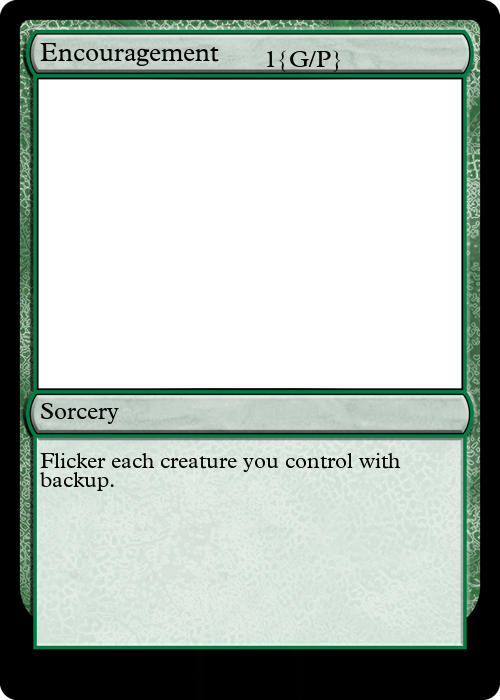 Encouragement 1{G/P}
Sorcery
Flicker each creature you control with
backup.